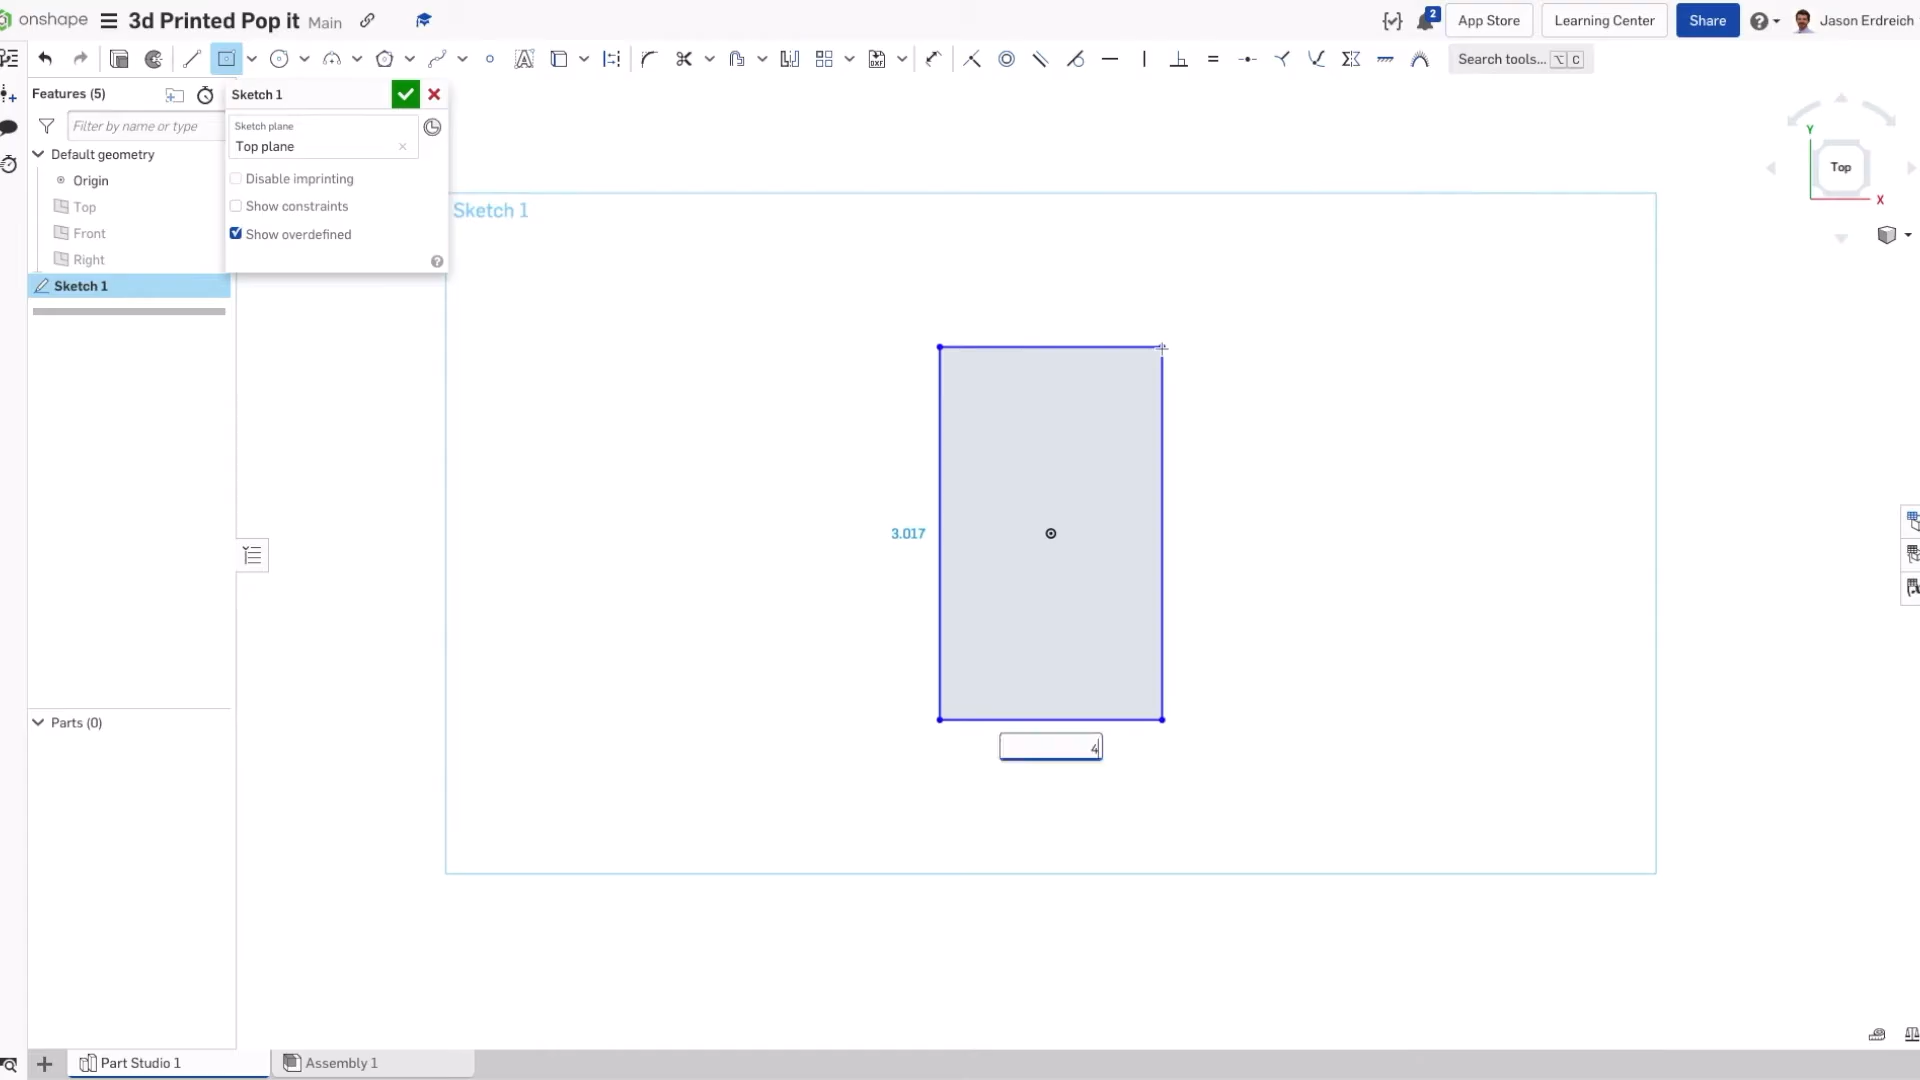 onshape
3d Printed Pop it Main
2
App Store
Learning Center
Share
Jason Erdreich
Search tools... ⌥ C
Features (5)
Filter by name or type
Default geometry
Origin
Top
Front
Right
Sketch 1
Sketch 1
Sketch plane
Top plane
Disable imprinting
Show constraints
Show overdefined
Sketch 1
Y
Top
X
3.017
4
Parts (0)
Part Studio 1
Assembly 1